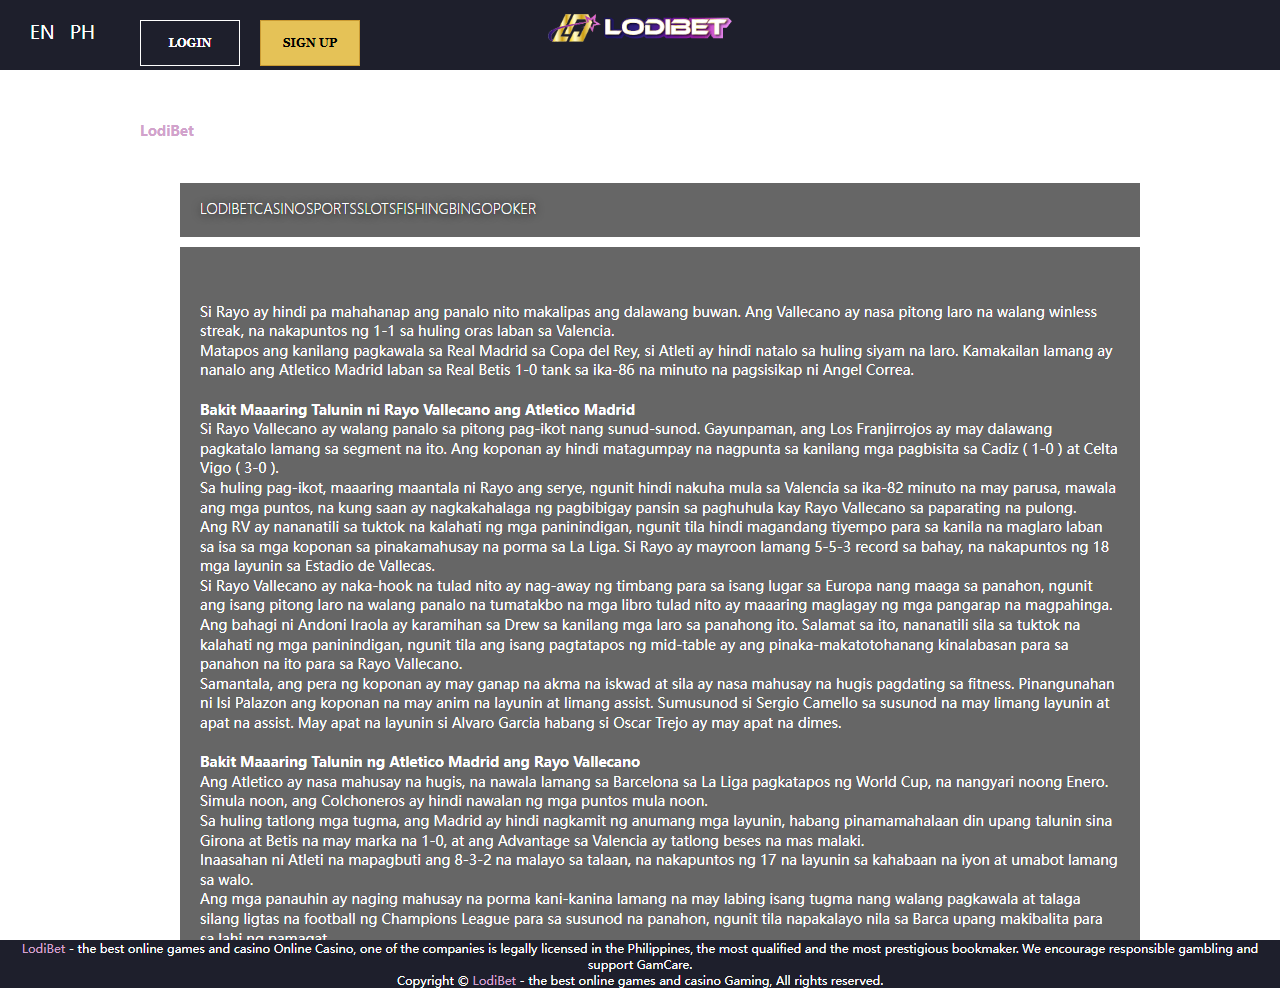 EN PH
LOGIN
SIGN UP
LODIBET
LodiBet
LODIBETCASINOSPORTSSLOTSFISHINGBINGOPOKER
Si Rayo ay hindi pa mahahanap ang panalo nito makalipas ang dalawang buwan. Ang Vallecano ay nasa pitong laro na walang winless
streak, na nakapuntos ng 1-1 sa huling oras laban sa Valencia.
Matapos ang kanilang pagkawala sa Real Madrid sa Copa del Rey, si Atleti ay hindi natalo sa huling siyam na laro. Kamakailan lamang ay
nanalo ang Atletico Madrid laban sa Real Betis 1-0 tank sa ika-86 na minuto na pagsisikap ni Angel Correa.
Bakit Maaaring Talunin ni Rayo Vallecano ang Atletico Madrid
Si Rayo Vallecano ay walang panalo sa pitong pag-ikot nang sunud-sunod. Gayunpaman, ang Los Franjirrojos ay may dalawang
pagkatalo lamang sa segment na ito. Ang koponan ay hindi matagumpay na nagpunta sa kanilang mga pagbisita sa Cadiz ( 1-0 ) at Celta
Vigo ( 3-0 ).
Sa huling pag-ikot, maaaring maantala ni Rayo ang serye, ngunit hindi nakuha mula sa Valencia sa ika-82 minuto na may parusa, mawala
ang mga puntos, na kung saan ay nagkakahalaga ng pagbibigay pansin sa paghuhula kay Rayo Vallecano sa paparating na pulong.
Ang RV ay nananatili sa tuktok na kalahati ng mga paninindigan, ngunit tila hindi magandang tiyempo para sa kanila na maglaro laban
sa isa sa mga koponan sa pinakamahusay na porma sa La Liga. Si Rayo ay mayroon lamang 5-5-3 record sa bahay, na nakapuntos ng 18
mga layunin sa Estadio de Vallecas.
Si Rayo Vallecano ay naka-hook na tulad nito ay nag-away ng timbang para sa isang lugar sa Europa nang maaga sa panahon, ngunit
ang isang pitong laro na walang panalo na tumatakbo na mga libro tulad nito ay maaaring maglagay ng mga pangarap na magpahinga.
Ang bahagi ni Andoni Iraola ay karamihan sa Drew sa kanilang mga laro sa panahong ito. Salamat sa ito, nananatili sila sa tuktok na
kalahati ng mga paninindigan, ngunit tila ang isang pagtatapos ng mid-table ay ang pinaka-makatotohanang kinalabasan para sa
panahon na ito para sa Rayo Vallecano.
Samantala, ang pera ng koponan ay may ganap na akma na iskwad at sila ay nasa mahusay na hugis pagdating sa fitness. Pinangunahan
ni Isi Palazon ang koponan na may anim na layunin at limang assist. Sumusunod si Sergio Camello sa susunod na may limang layunin at
apat na assist. May apat na layunin si Alvaro Garcia habang si Oscar Trejo ay may apat na dimes.
Bakit Maaaring Talunin ng Atletico Madrid ang Rayo Vallecano
Ang Atletico ay nasa mahusay na hugis, na nawala lamang sa Barcelona sa La Liga pagkatapos ng World Cup, na nangyari noong Enero.
Simula noon, ang Colchoneros ay hindi nawalan ng mga puntos mula noon.
Sa huling tatlong mga tugma, ang Madrid ay hindi nagkamit ng anumang mga layunin, habang pinamamahalaan din upang talunin sina
Girona at Betis na may marka na 1-0, at ang Advantage sa Valencia ay tatlong beses na mas malaki.
Inaasahan ni Atleti na mapagbuti ang 8-3-2 na malayo sa talaan, na nakapuntos ng 17 na layunin sa kahabaan na iyon at umabot lamang
sa walo.
Ang mga panauhin ay naging mahusay na porma kani-kanina lamang na may labing isang tugma nang walang pagkawala at talaga
silang ligtas na football ng Champions League para sa susunod na panahon, ngunit tila napakalayo nila sa Barca upang makibalita para
sa lahi ng pamagat.
LodiBet - the best online games and casino Online Casino, one of the companies is legally licensed in the Philippines, the most qualified and the most prestigious bookmaker. We encourage responsible gambling and
support GamCare.
Copyright © LodiBet - the best online games and casino Gaming, All rights reserved.